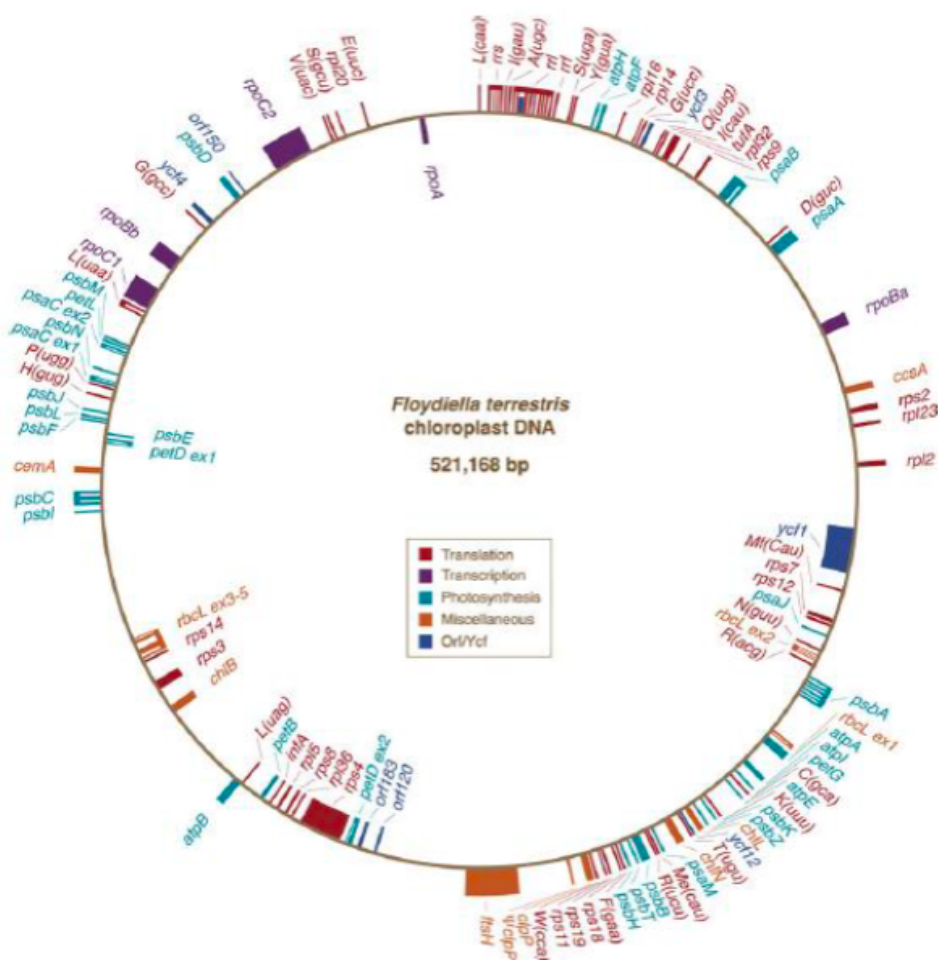 L(caa)
rrs
I(gau)
A(ugc)
rrl
rrf
S(uga)
Y(gua)
atpH
atpF
rpl16
rpl14
G(ucc)
ycf3
Q(uug)
I(cau)
tufA
rpl32
rps9
psaB
D(guc)
psaA
rpoBa
ccsA
rps2
rpl23
rpl2
ycf1
Mf(Cau)
rps7
rps12
psaJ
N(guu)
rbcL ex2
R(acg)
psbA
rbcL ex1
atpA
atpI
petG
C(gca)
atpE
K(uuu)
psbK
psbZ
chlL
ycf12
T(ugu)
chlN
psaM
Me(cau)
R(ucu)
psbB
psbT
psbH
F(gaa)
rps18
rps19
rps11
W(cca)
clpP
ΨclpP
ftsH
orf120
orf183
petD ex2
rps4
rpl36
rps8
rpl5
infA
petB
L(uag)
atpB
chlB
rps3
rps14
rbcL ex3-5
psbI
psbC
cemA
petD ex1
psbE
psbF
psbL
psbJ
H(gug)
P(ugg)
psaC ex1
psbN
psaC ex2
petL
psbM
L(uaa)
rpoC1
rpoBb
G(gcc)
ycf4
psbD
orf150
rpoC2
V(uac)
S(gcu)
rpl20
E(uuc)
rpoA
Floydiella terrestris
chloroplast DNA
521,168 bp
Translation
Transcription
Photosynthesis
Miscellaneous
Orf/Ycf